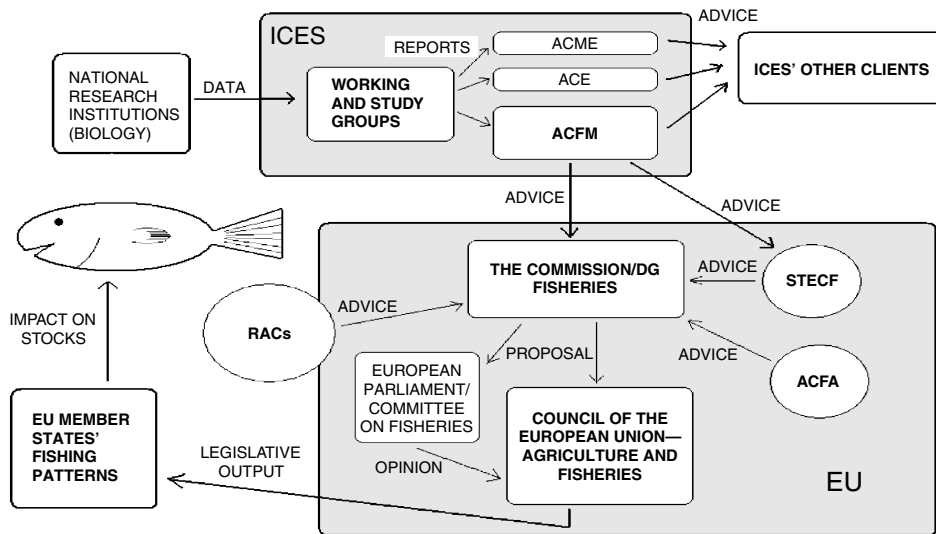 ICES
ADVICE
REPORTS
ACME
ACE
ACFM
ICES' OTHER CLIENTS
NATIONAL
RESEARCH
INSTITUTIONS
(BIOLOGY)
DATA
WORKING
AND STUDY
GROUPS
ADVICE
ADVICE
THE COMMISSION/DG
FISHERIES
ADVICE
STECF
RACs
ADVICE
IMPACT ON
STOCKS
PROPOSAL
ADVICE
ACFA
EUROPEAN
PARLIAMENT/
COMMITTEE
ON FISHERIES
COUNCIL OF THE
EUROPEAN UNION—
AGRICULTURE AND
FISHERIES
EU MEMBER
STATES'
FISHING
PATTERNS
LEGISLATIVE
OUTPUT
OPINION
EU